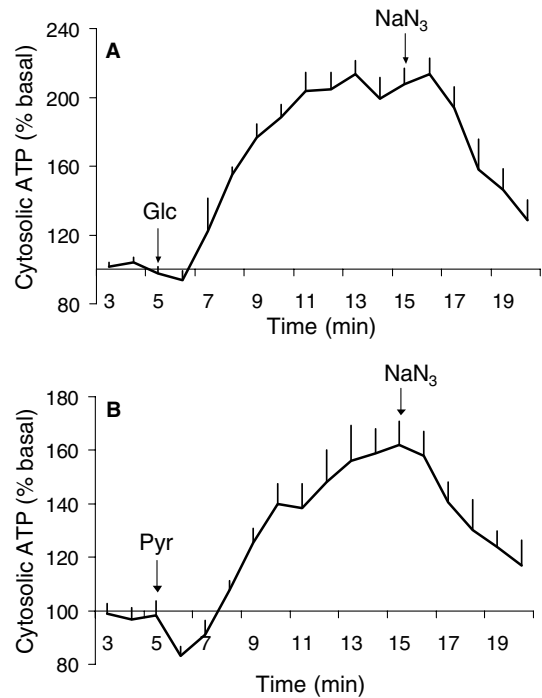 A
Cytosolic ATP (% basal)
240
200
160
120
80
NaN₃
Glc
3 5 7 9 11 13 15 17 19
Time (min)
B
Cytosolic ATP (% basal)
180
160
140
120
100
80
NaN₃
Pyr
3 5 7 9 11 13 15 17 19
Time (min)